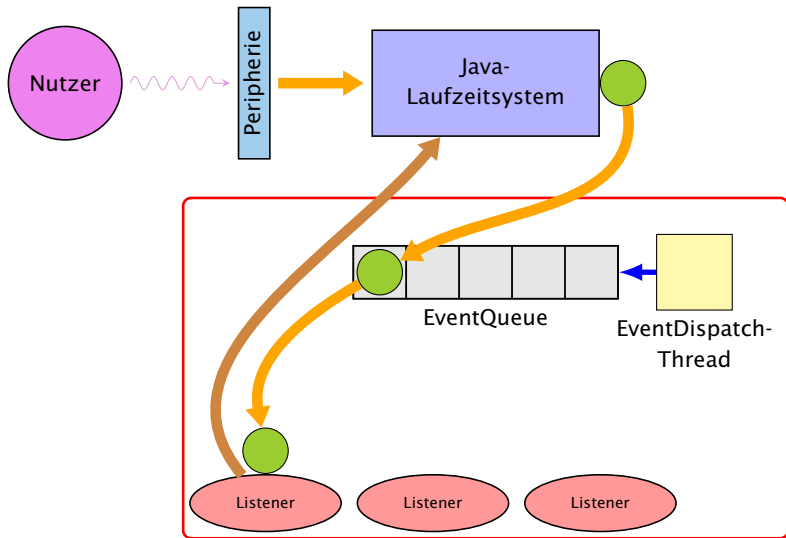 Nutzer
Peripherie
Java-
Laufzeitsystem
EventQueue
EventDispatch-
Thread
Listener
Listener
Listener